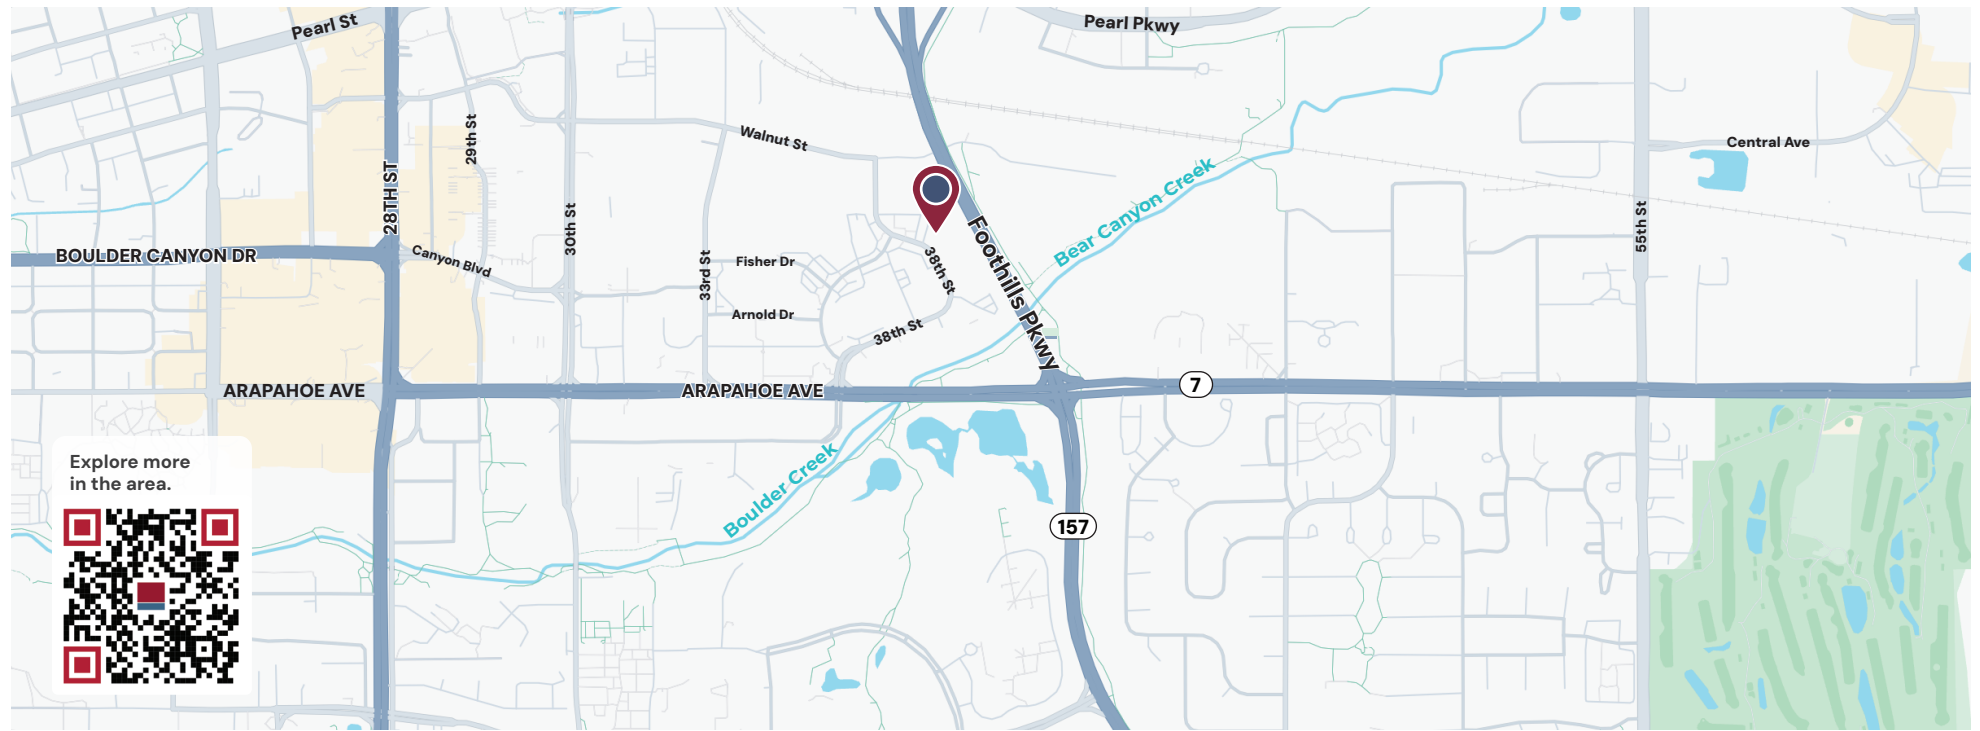 Pearl St
Pearl Pkwy
29th St
Walnut St
Central Ave
28TH ST
Bear Canyon Creek
30th St
55th St
BOULDER CANYON DR
Canyon Blvd
33rd St
Fisher Dr
38th St
Foothills Pkwy
Arnold Dr
38th St
ARAPAHOE AVE
ARAPAHOE AVE
7
Explore more
in the area.
Boulder Creek
157